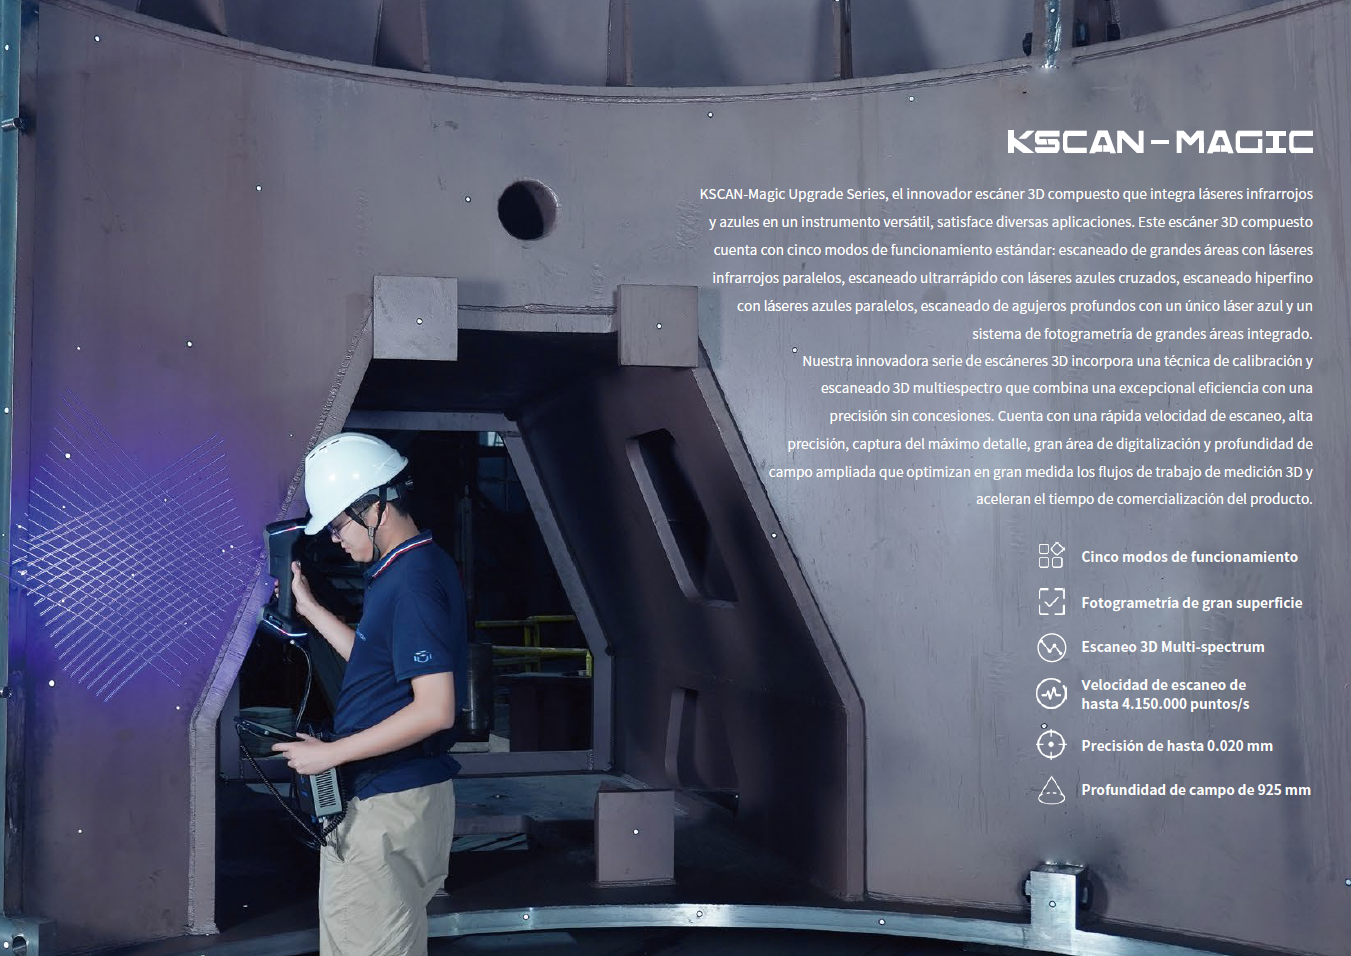 KSCAN-MAGIC
KSCAN-Magic Upgrade Series, el innovador escáner 3D compuesto que integra láseres infrarrojos
y azules en un instrumento versátil, satisface diversas aplicaciones. Este escáner 3D compuesto
cuenta con cinco modos de funcionamiento estándar: escaneado de grandes áreas con láseres
infrarrojos paralelos, escaneado ultrarrápido con láseres azules cruzados, escaneado hiperfino
con láseres azules paralelos, escaneado de agujeros profundos con un único láser azul y un
sistema de fotogrametría de grandes áreas integrado.
Nuestra innovadora serie de escáneres 3D incorpora una técnica de calibración y
escaneado 3D multiespectro que combina una excepcional eficiencia con una
precisión sin concesiones. Cuenta con una rápida velocidad de escaneo, alta
precisión, captura del máximo detalle, gran área de digitalización y profundidad de
campo ampliada que optimizan en gran medida los flujos de trabajo de medición 3D y
aceleran el tiempo de comercialización del producto.
Cinco modos de funcionamiento
Fotogrametría de gran superficie
Escaneo 3D Multi-spectrum
Velocidad de escaneo de
hasta 4.150.000 puntos/s
Precisión de hasta 0.020 mm
Profundidad de campo de 925 mm